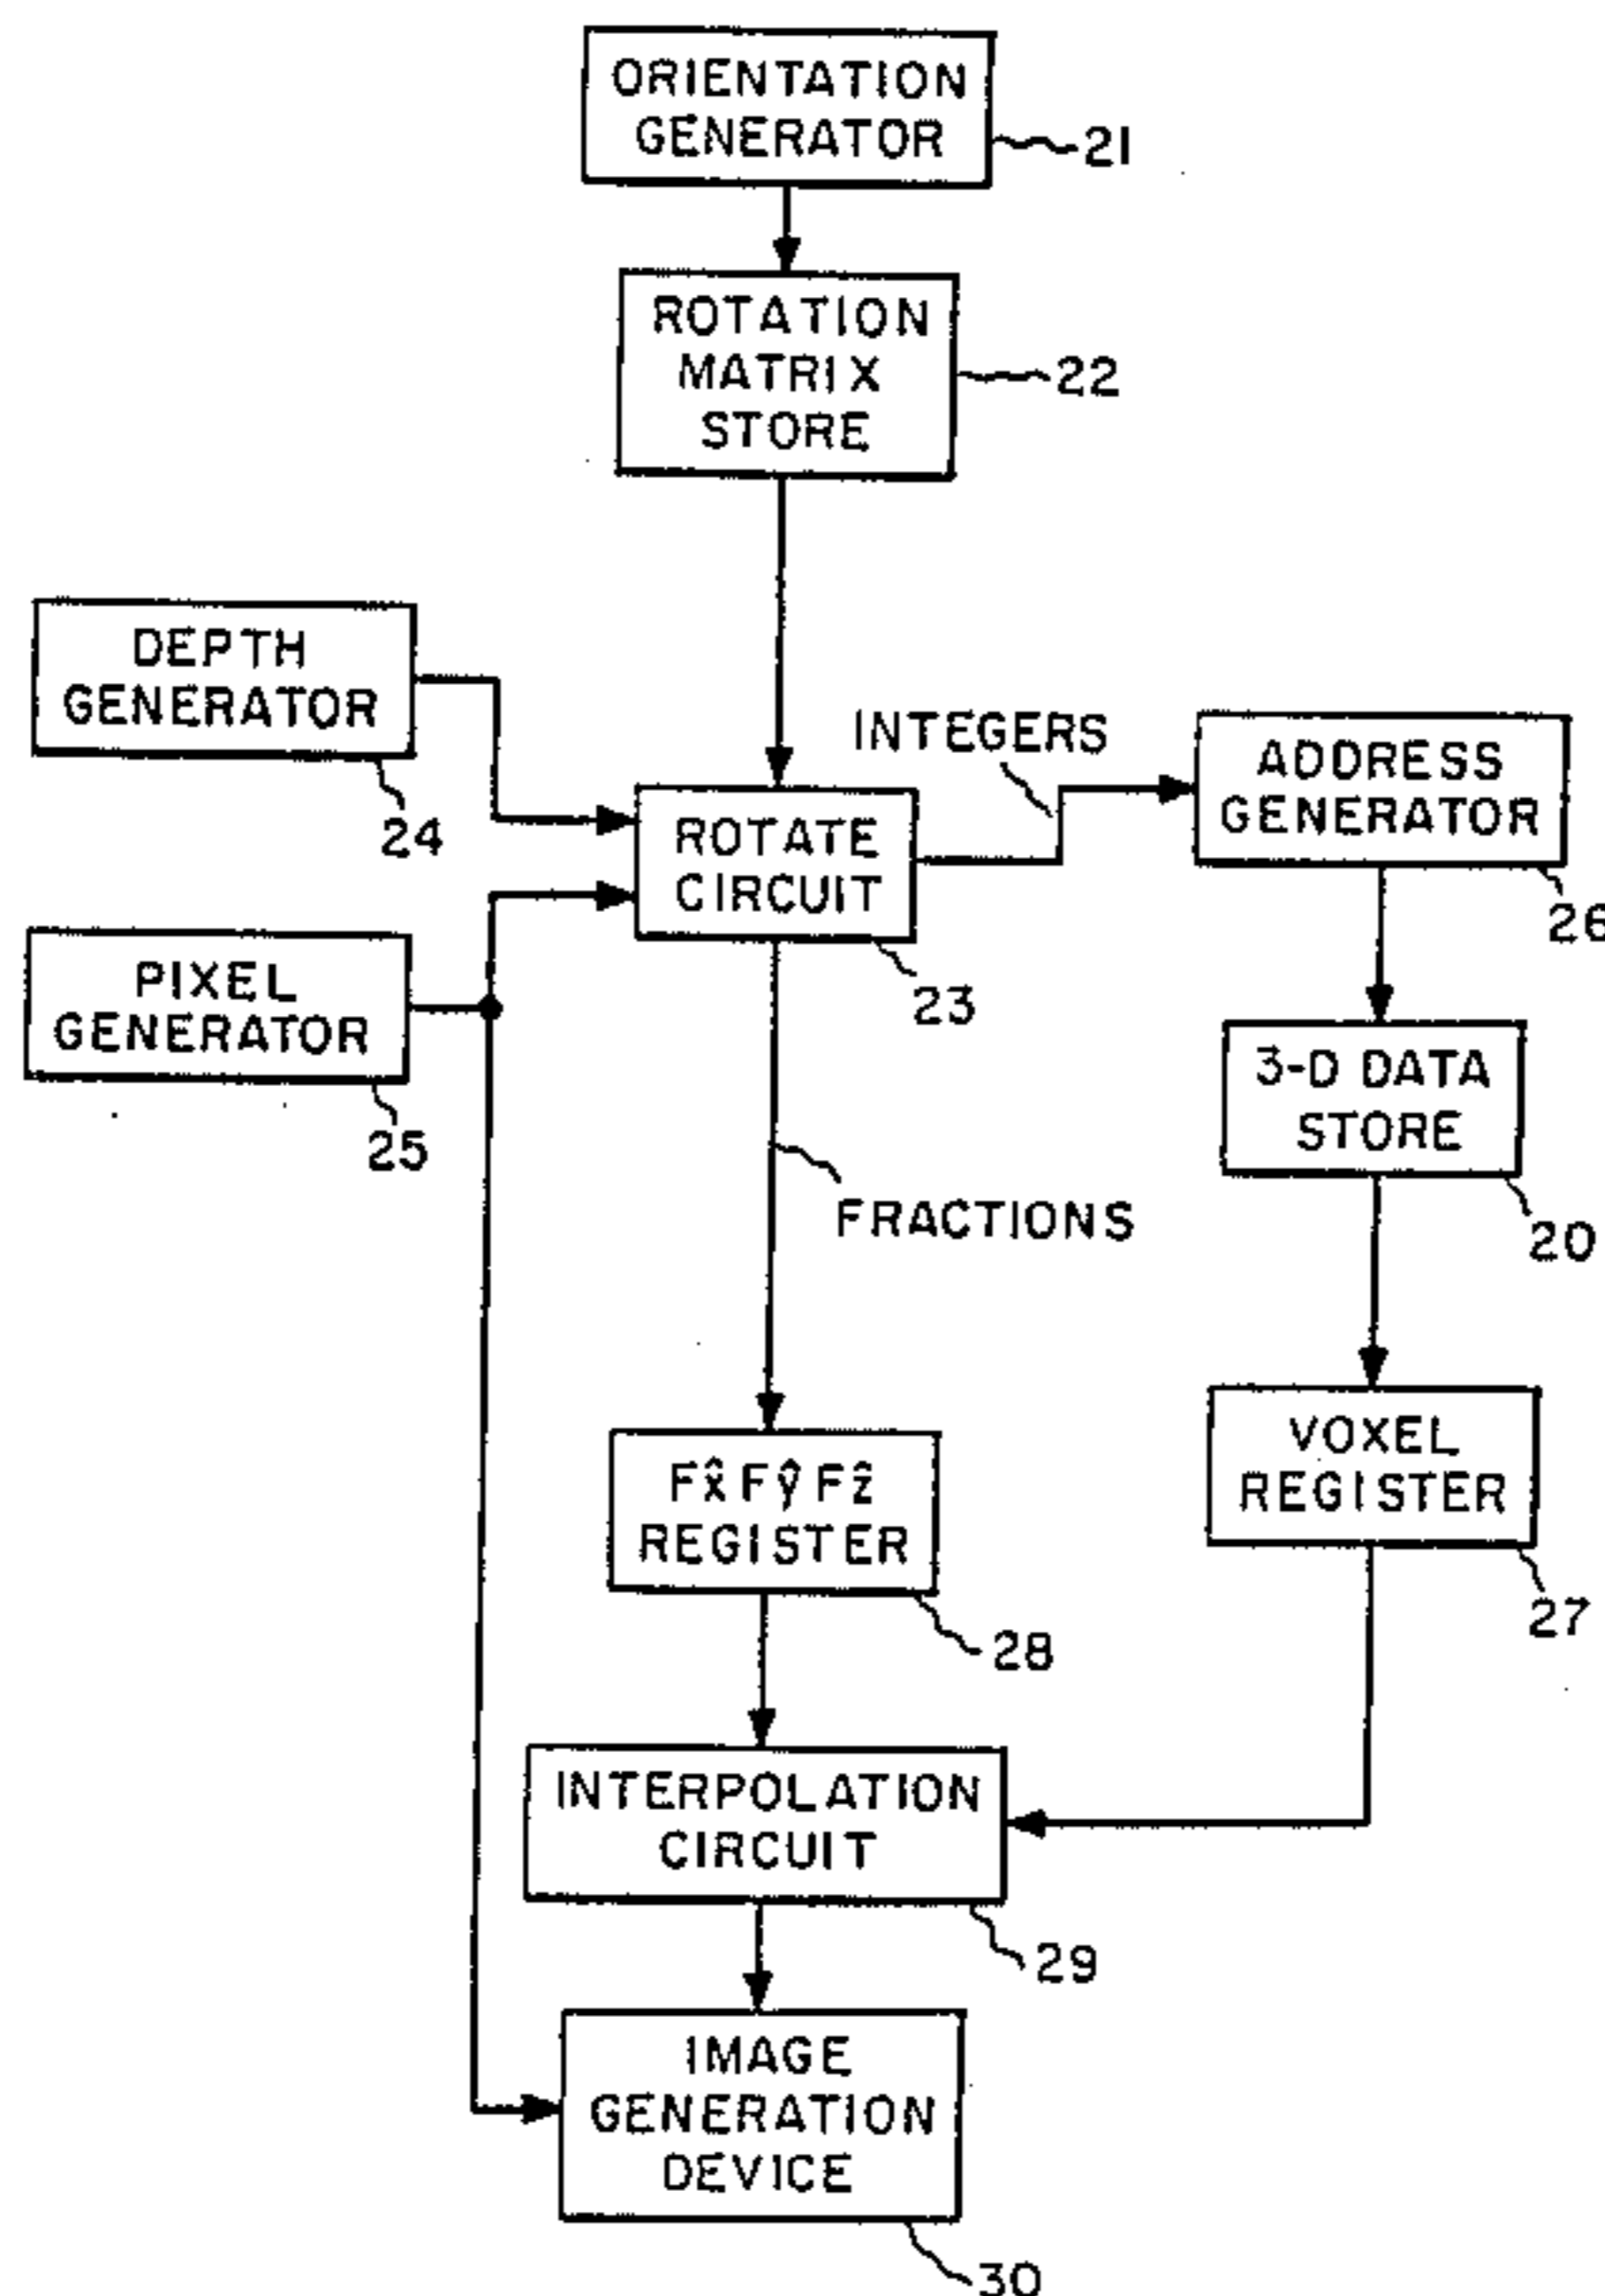 ORIENTATION
GENERATOR
21
ROTATION
MATRIX
STORE
22
DEPTH
GENERATOR
24
INTEGERS
ADDRESS
GENERATOR
26
ROTATE
CIRCUIT
23
PIXEL
GENERATOR
25
3-D DATA
STORE
20
FRACTIONS
VOXEL
REGISTER
27
Fx̂ Fŷ Fẑ
REGISTER
28
INTERPOLATION
CIRCUIT
29
IMAGE
GENERATION
DEVICE
30